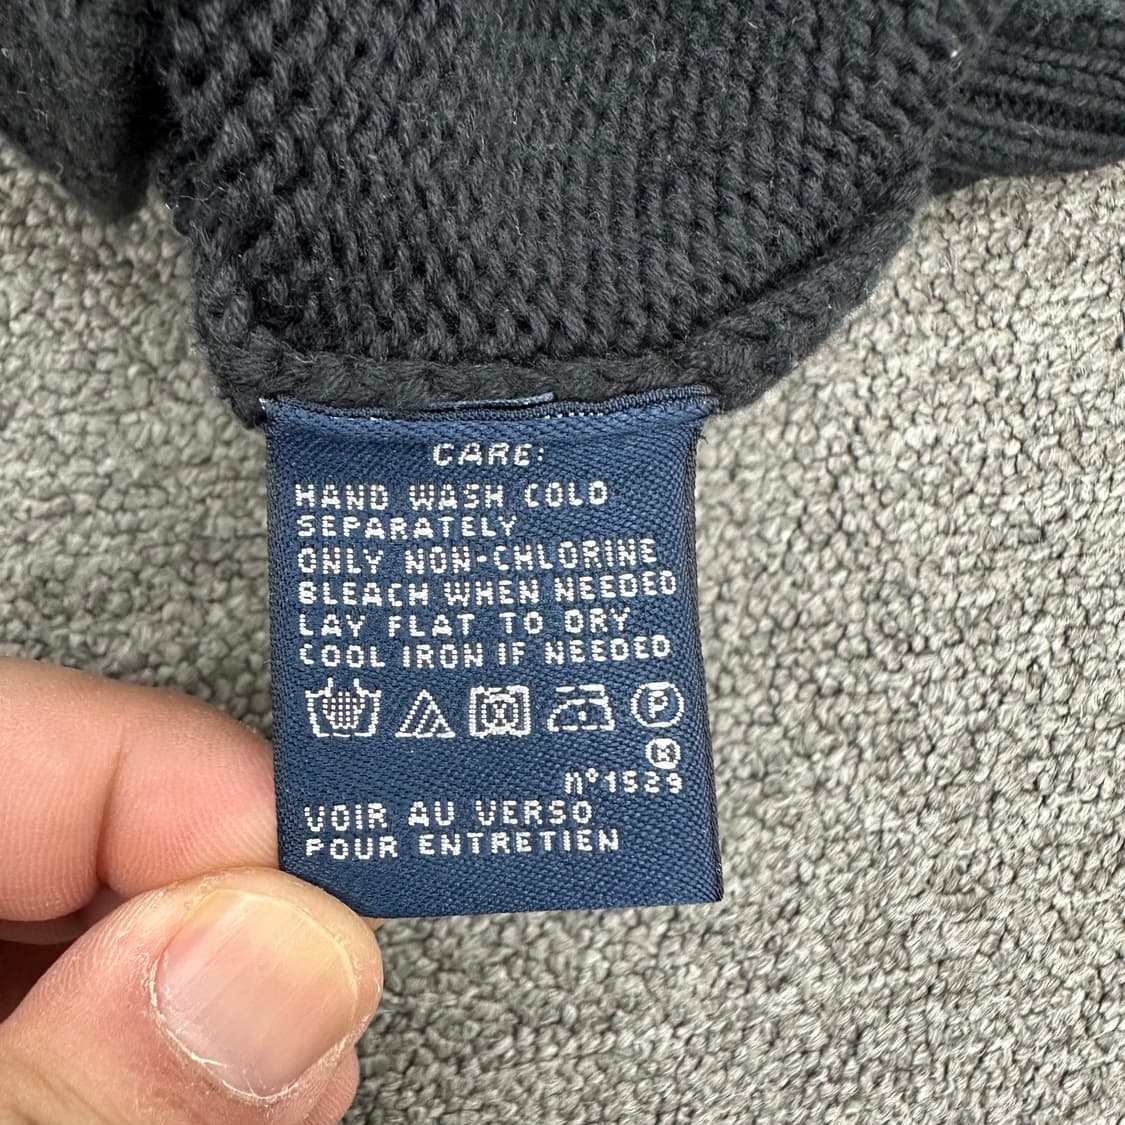 CARE:
HAND WASH COLD
SEPARATELY
ONLY NON-CHLORINE
BLEACH WHEN NEEDED
LAY FLAT TO DRY
COOL IRON IF NEEDED
P
K
n°1529
VOIR AU VERSO
POUR ENTRETIEN